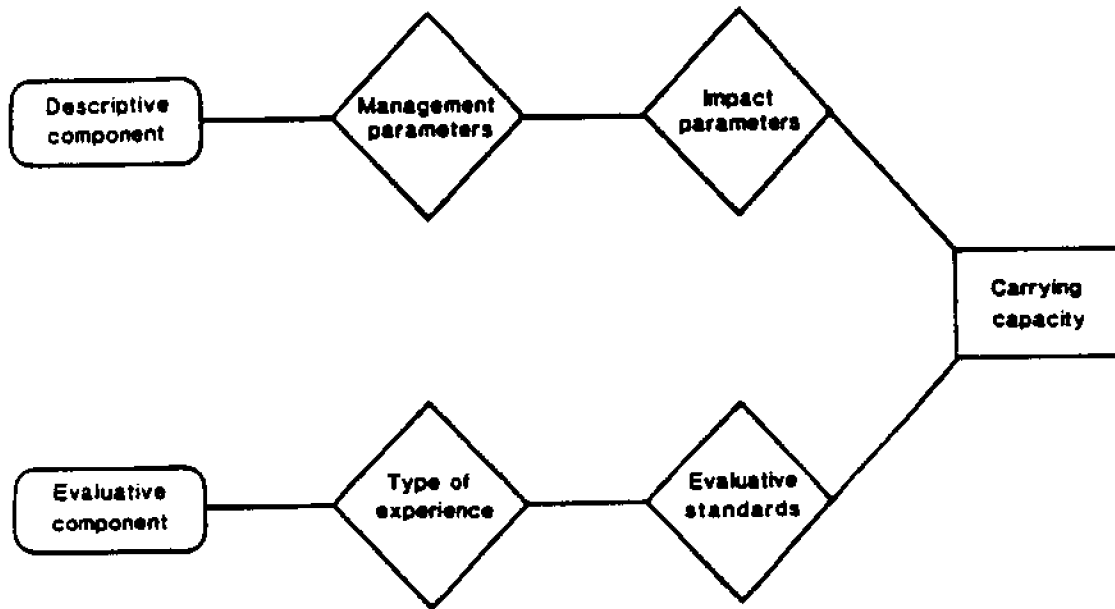 Descriptive
component
Management
parameters
Impact
parameters
Carrying
capacity
Evaluative
component
Type of
experience
Evaluative
standards